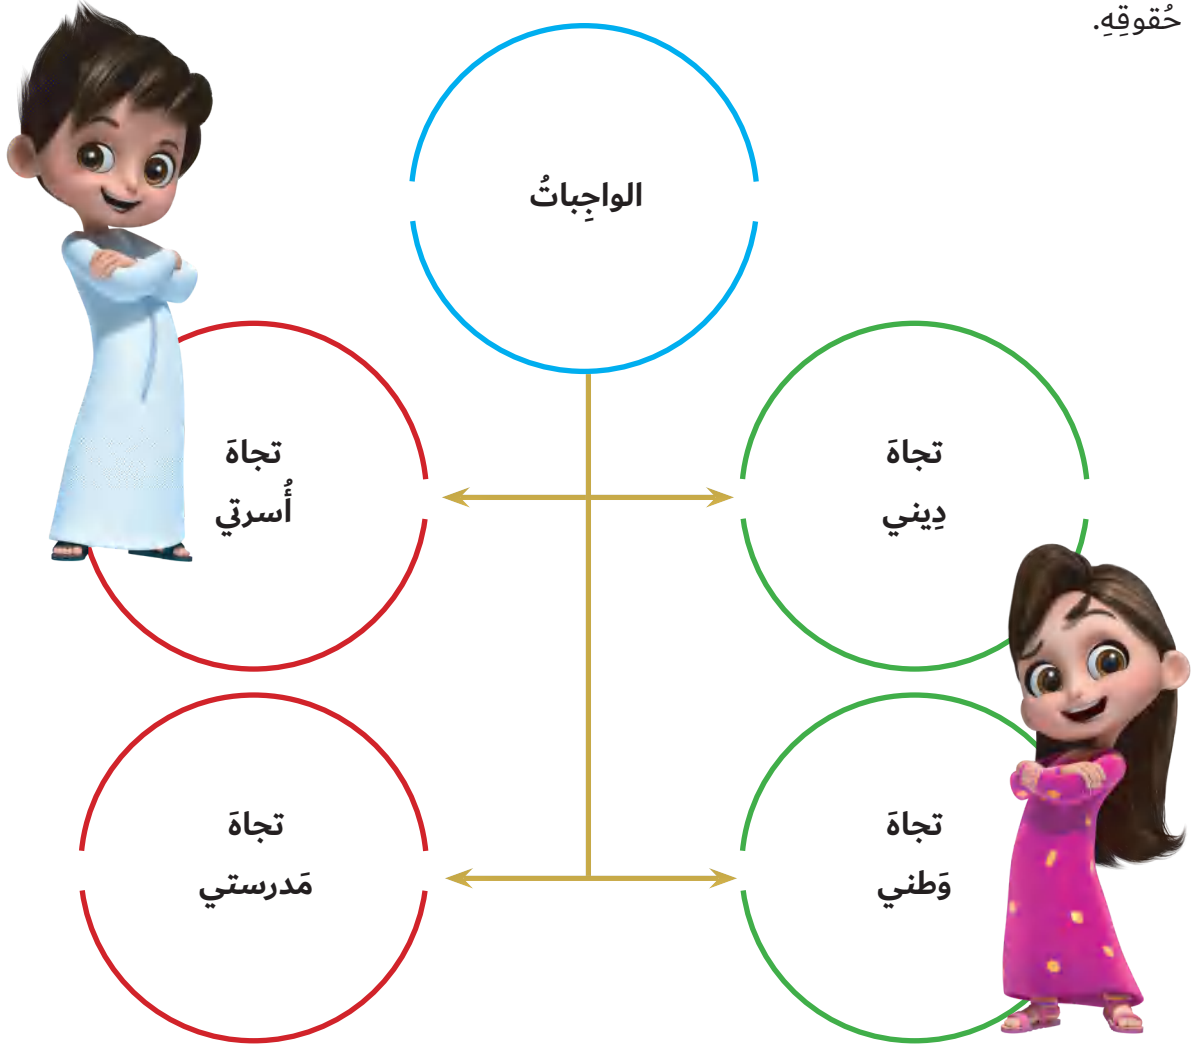 حُقوقِهِ.
الواجِباتُ
تجاهَ
دِيني
تجاهَ
أُسرتي
تجاهَ
وَطني
تجاهَ
مَدرستي